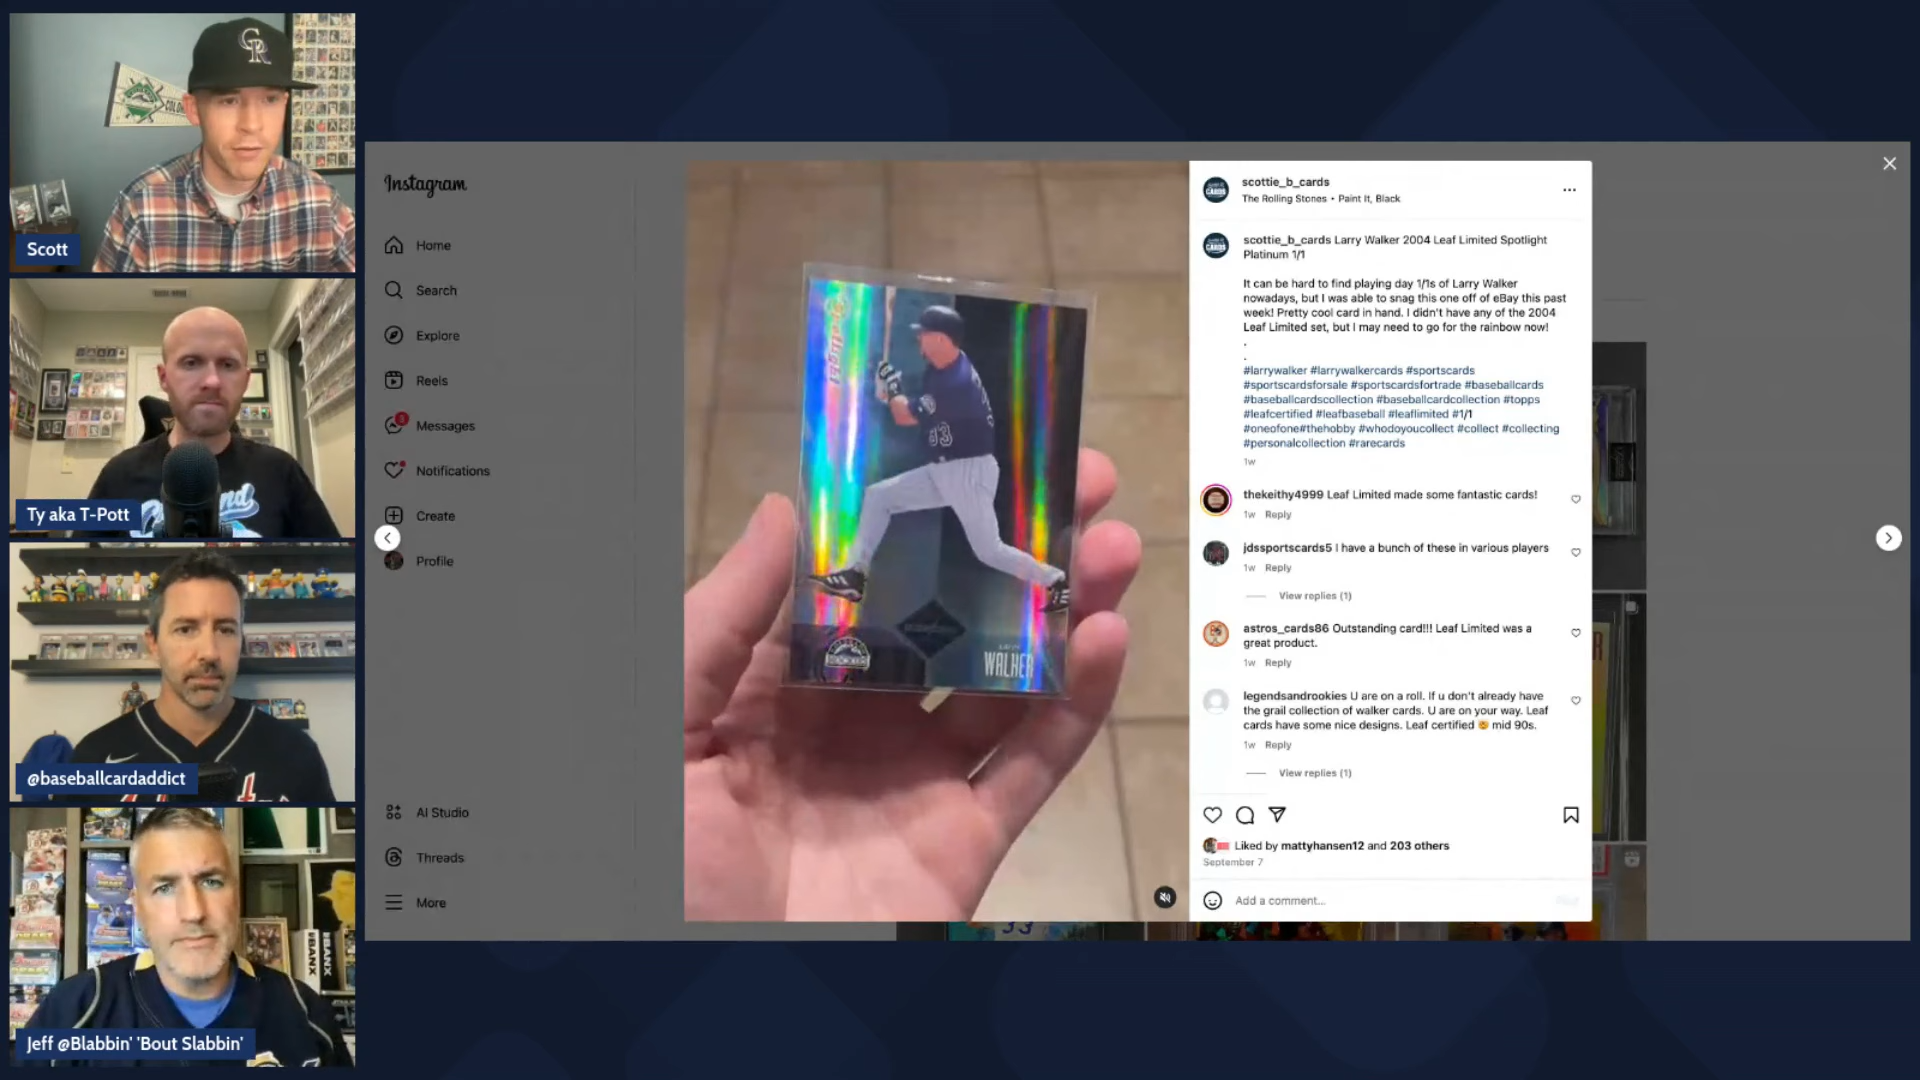 CR
COLO
Scott
Ty aka T-Pott
@baseballcardaddict
BANX
Jeff @Blabbin' 'Bout Slabbin'
Instagram
Home
Search
Explore
Reels
Messages
Notifications
Create
Profile
AI Studio
Threads
More
Spotlight
33
WALKER
scottie_b_cards
The Rolling Stones • Paint It, Black
scottie_b_cards Larry Walker 2004 Leaf Limited Spotlight
Platinum 1/1
It can be hard to find playing day 1/1s of Larry Walker
nowadays, but I was able to snag this one off of eBay this past
week! Pretty cool card in hand. I didn't have any of the 2004
Leaf Limited set, but I may need to go for the rainbow now!
.
.
#larrywalker #larrywalkercards #sportscards
#sportscardsforsale #sportscardsfortrade #baseballcards
#baseballcardscollection #baseballcardcollection #topps
#leafcertified #leafbaseball #leaflimited #1/1
#oneofone#thehobby #whodoyoucollect #collect #collecting
#personalcollection #rarecards
1w
thekeithy4999 Leaf Limited made some fantastic cards!
1w Reply
jdssportscards5 I have a bunch of these in various players
1w Reply
View replies (1)
astros_cards86 Outstanding card!!! Leaf Limited was a
great product.
1w Reply
legendsandrookies U are on a roll. If u don't already have
the grail collection of walker cards. U are on your way. Leaf
cards have some nice designs. Leaf certified 🤯 mid 90s.
1w Reply
View replies (1)
Liked by mattyhansen12 and 203 others
September 7
Add a comment...
33